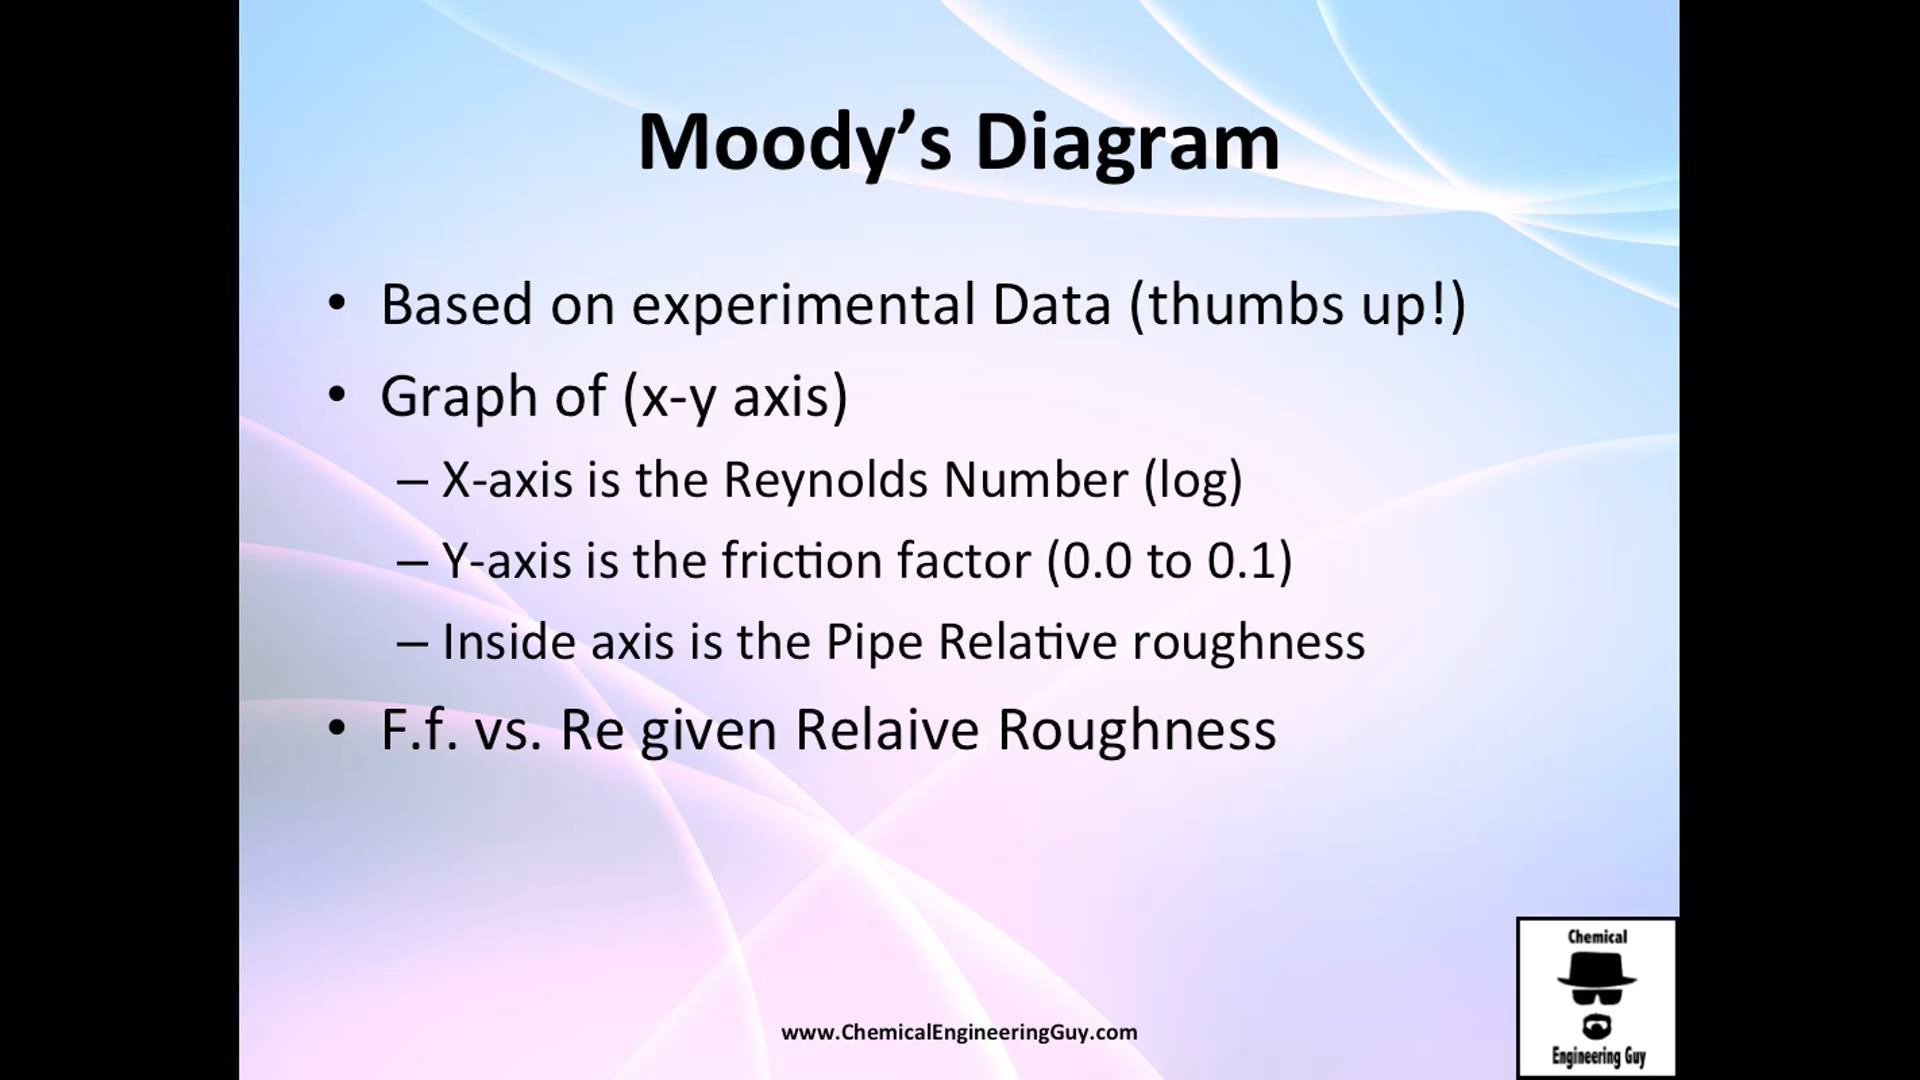 Moody’s Diagram
• Based on experimental Data (thumbs up!)
• Graph of (x-y axis)
– X-axis is the Reynolds Number (log)
– Y-axis is the friction factor (0.0 to 0.1)
– Inside axis is the Pipe Relative roughness
• F.f. vs. Re given Relaive Roughness
www.ChemicalEngineeringGuy.com
Chemical
Engineering Guy